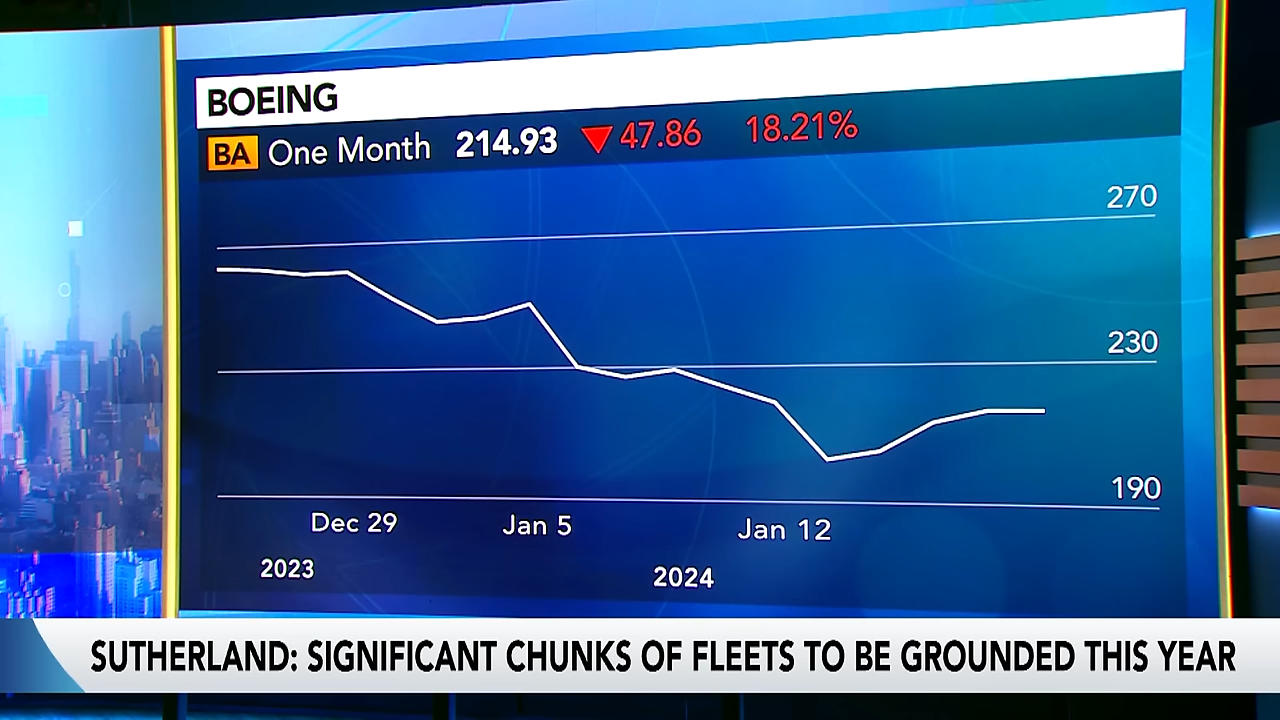 BOEING
BA One Month 214.93 ▼ 47.86 18.21%
270
230
190
Dec 29 Jan 5 Jan 12
2023 2024
SUTHERLAND: SIGNIFICANT CHUNKS OF FLEETS TO BE GROUNDED THIS YEAR